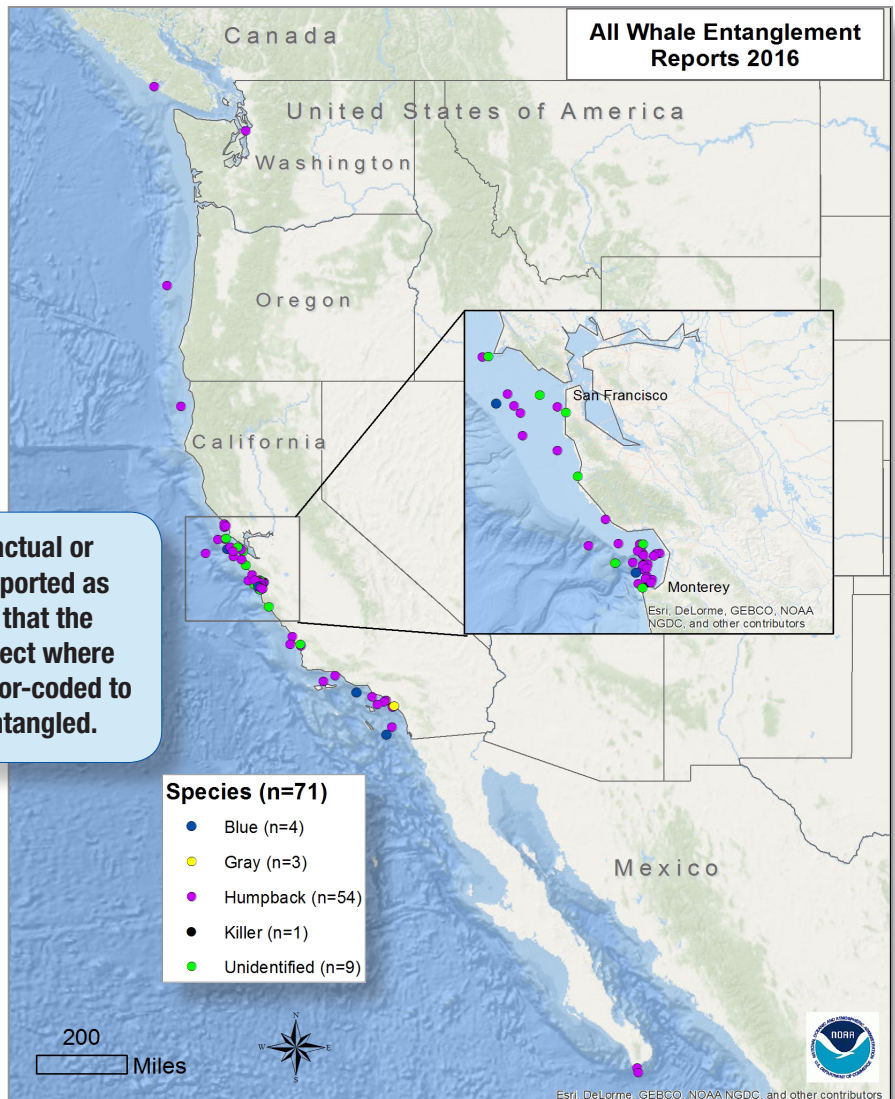 All Whale Entanglement
Reports 2016
Canada
United States of America
Washington
Oregon
San Francisco
California
Monterey
Esri, DeLorme, GEBCO, NOAA
NGDC, and other contributors
actual or
ported as
that the
ect where
or-coded to
ntangled.
Species (n=71)
Blue (n=4)
Gray (n=3)
Humpback (n=54)
Killer (n=1)
Unidentified (n=9)
Mexico
200
Miles
N
W
E
S
NOAA
Esri, DeLorme, GEBCO, NOAA NGDC, and other contributors